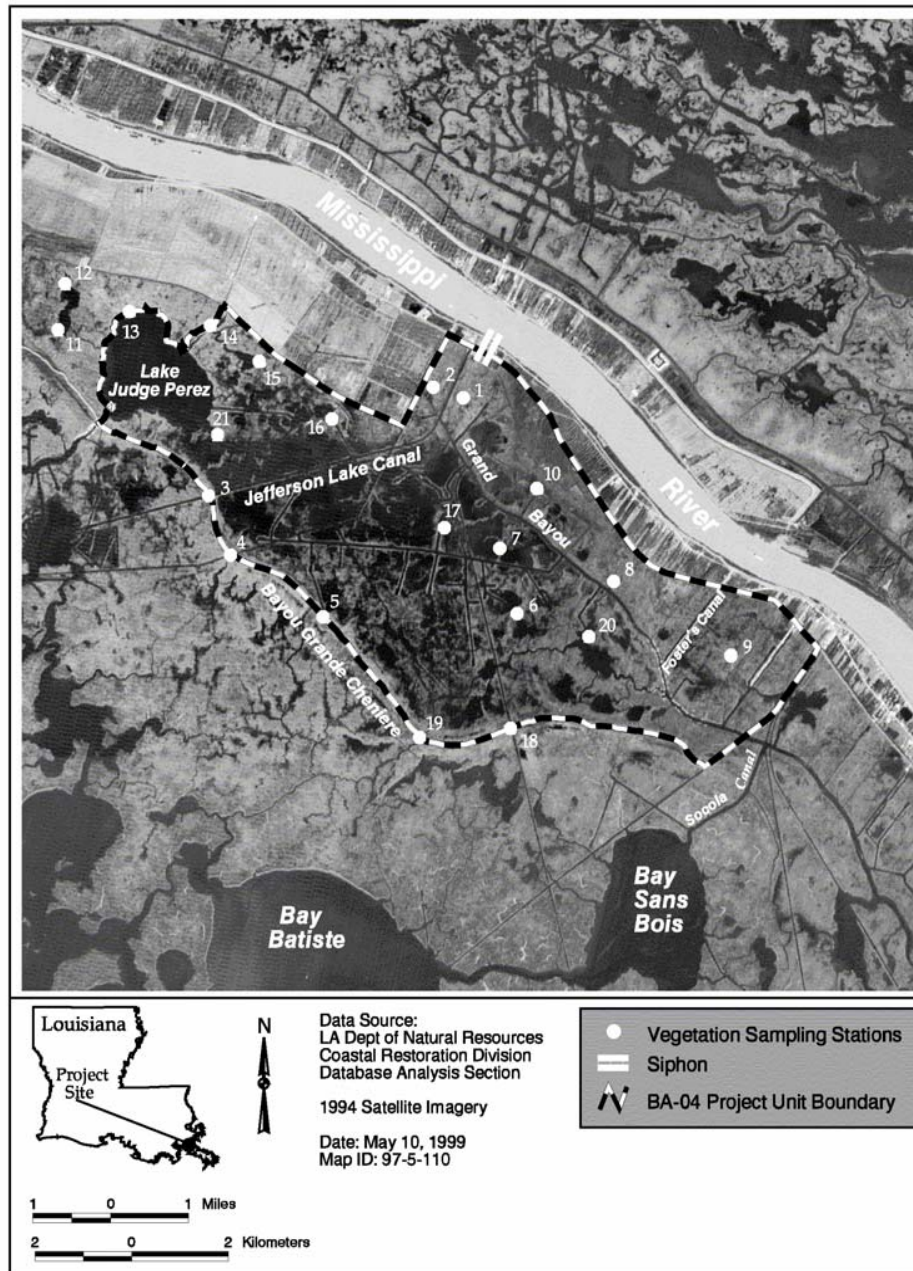 Mississippi
River
12
11
13
14
Lake
Judge Perez
15
2
1
16
21
Grand
Bayou
10
3
Jefferson Lake Canal
17
7
4
8
5
6
20
Foster's Canal
9
Bayou Grande Cheniere
19
18
Socola Canal
Bay
Sans
Bois
Bay
Batiste
Louisiana
Project
Site
N
Data Source:
LA Dept of Natural Resources
Coastal Restoration Division
Database Analysis Section
1994 Satellite Imagery
Date: May 10, 1999
Map ID: 97-5-110
Vegetation Sampling Stations
Siphon
BA-04 Project Unit Boundary
1 0 1 Miles
2 0 2 Kilometers